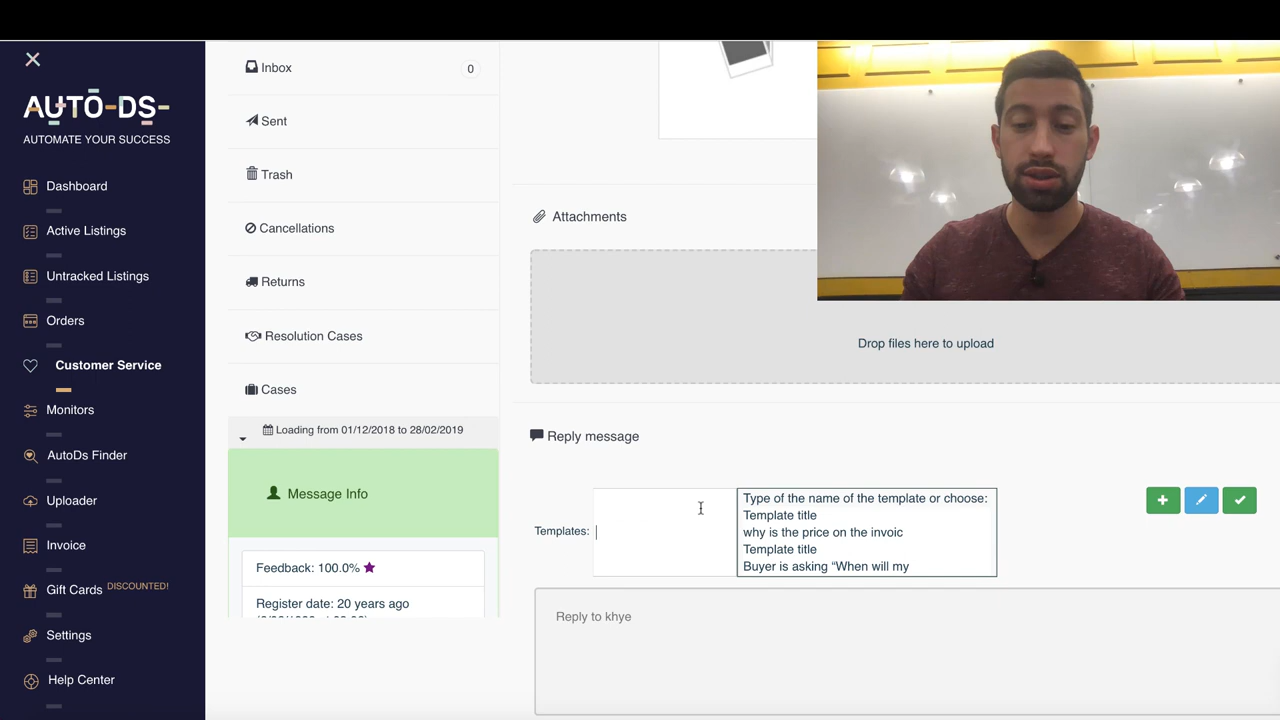 AUTO-DS-
AUTOMATE YOUR SUCCESS
Dashboard
Active Listings
Untracked Listings
Orders
Customer Service
Monitors
AutoDs Finder
Uploader
Invoice
Gift Cards DISCOUNTED!
Settings
Help Center
Inbox 0
Sent
Trash
Cancellations
Returns
Resolution Cases
Cases
Loading from 01/12/2018 to 28/02/2019
Message Info
Feedback: 100.0%
Register date: 20 years ago
Attachments
Drop files here to upload
Reply message
Templates:
Type of the name of the template or choose:
Template title
why is the price on the invoic
Template title
Buyer is asking “When will my
Reply to khye